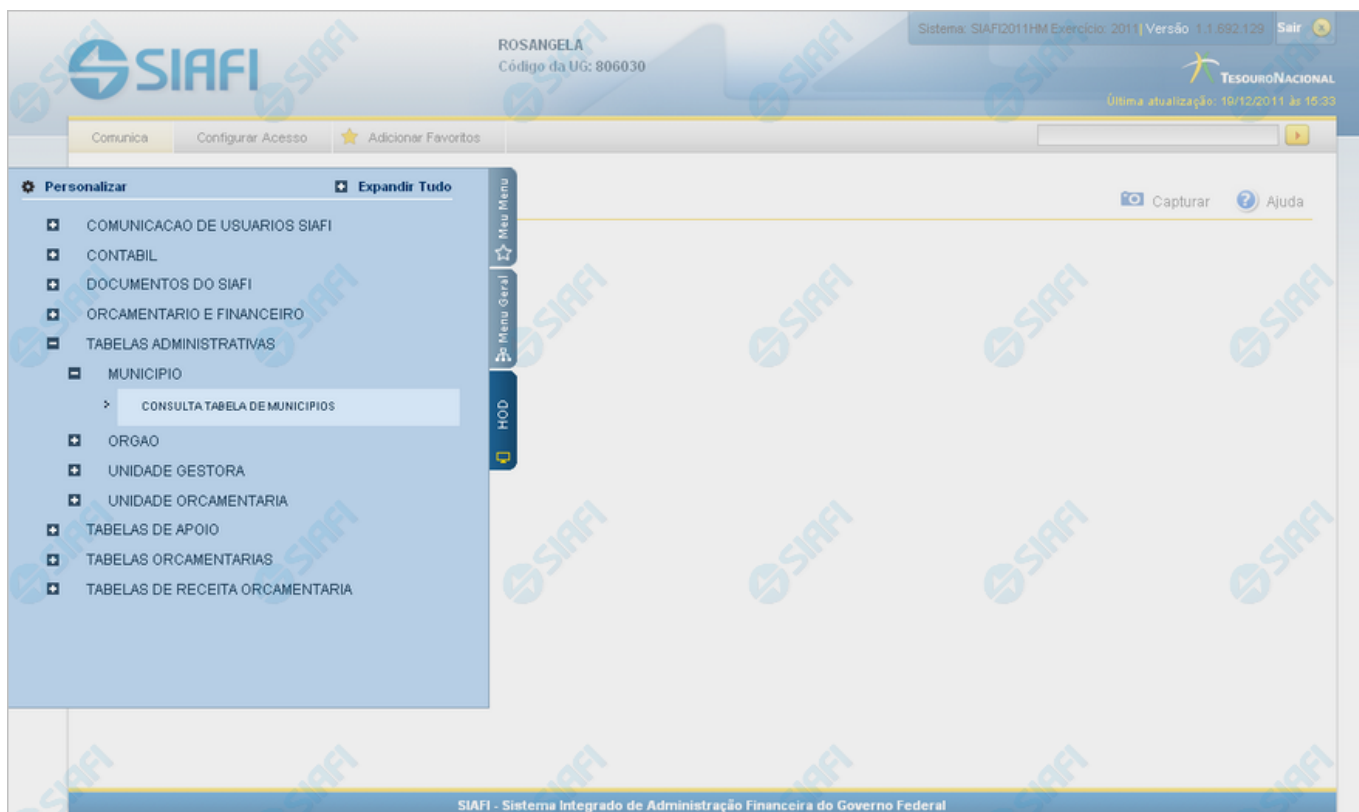 Sistema: SIAFI2011HM Exercício: 2011| Versão 1.1.692.129 Sair
SIAFI
ROSANGELA
Código da UG: 806030
TESOURONACIONAL
Última atualização: 19/12/2011 às 15:33
Comunica Configurar Acesso Adicionar Favoritos
Personalizar Expandir Tudo
Meu Menu
Capturar Ajuda
COMUNICACAO DE USUARIOS SIAFI
CONTABIL
DOCUMENTOS DO SIAFI
ORCAMENTARIO E FINANCEIRO
Menu Geral
TABELAS ADMINISTRATIVAS
MUNICIPIO
CONSULTA TABELA DE MUNICIPIOS
HOD
ORGAO
UNIDADE GESTORA
UNIDADE ORCAMENTARIA
TABELAS DE APOIO
TABELAS ORCAMENTARIAS
TABELAS DE RECEITA ORCAMENTARIA
SIAFI - Sistema Integrado de Administração Financeira do Governo Federal